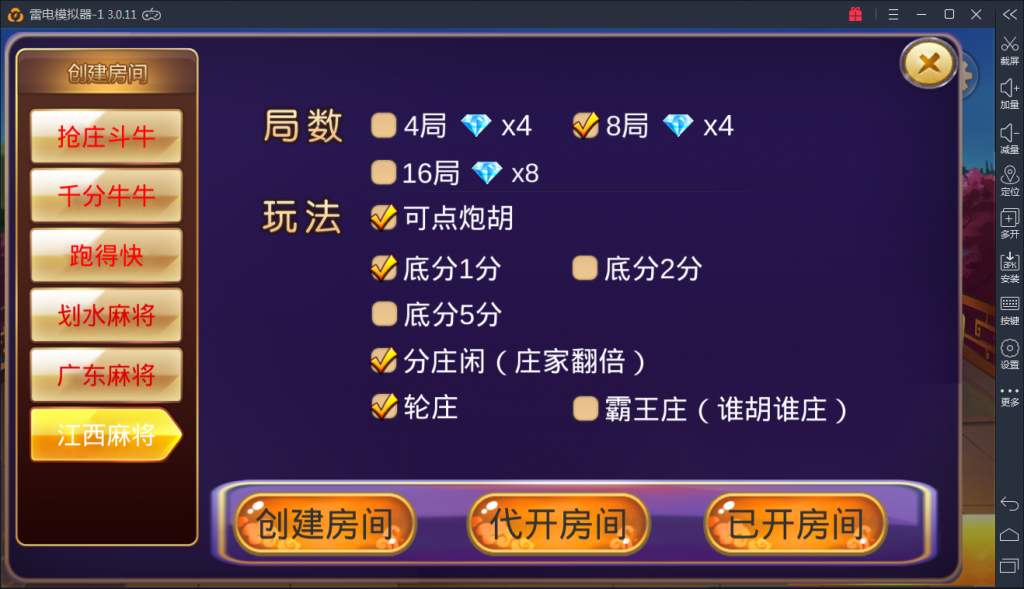 雷电模拟器-1 3.0.11
创建房间
抢庄斗牛
千分牛牛
跑得快
划水麻将
广东麻将
江西麻将
局数 4局 x4 8局 x4
16局 x8
玩法 可点炮胡
底分1分 底分2分
底分5分
分庄闲（庄家翻倍）
轮庄 霸王庄（谁胡谁庄）
创建房间 代开房间 已开房间
截屏
加量
减量
定位
多开
APK
安装
按键
设置
更多